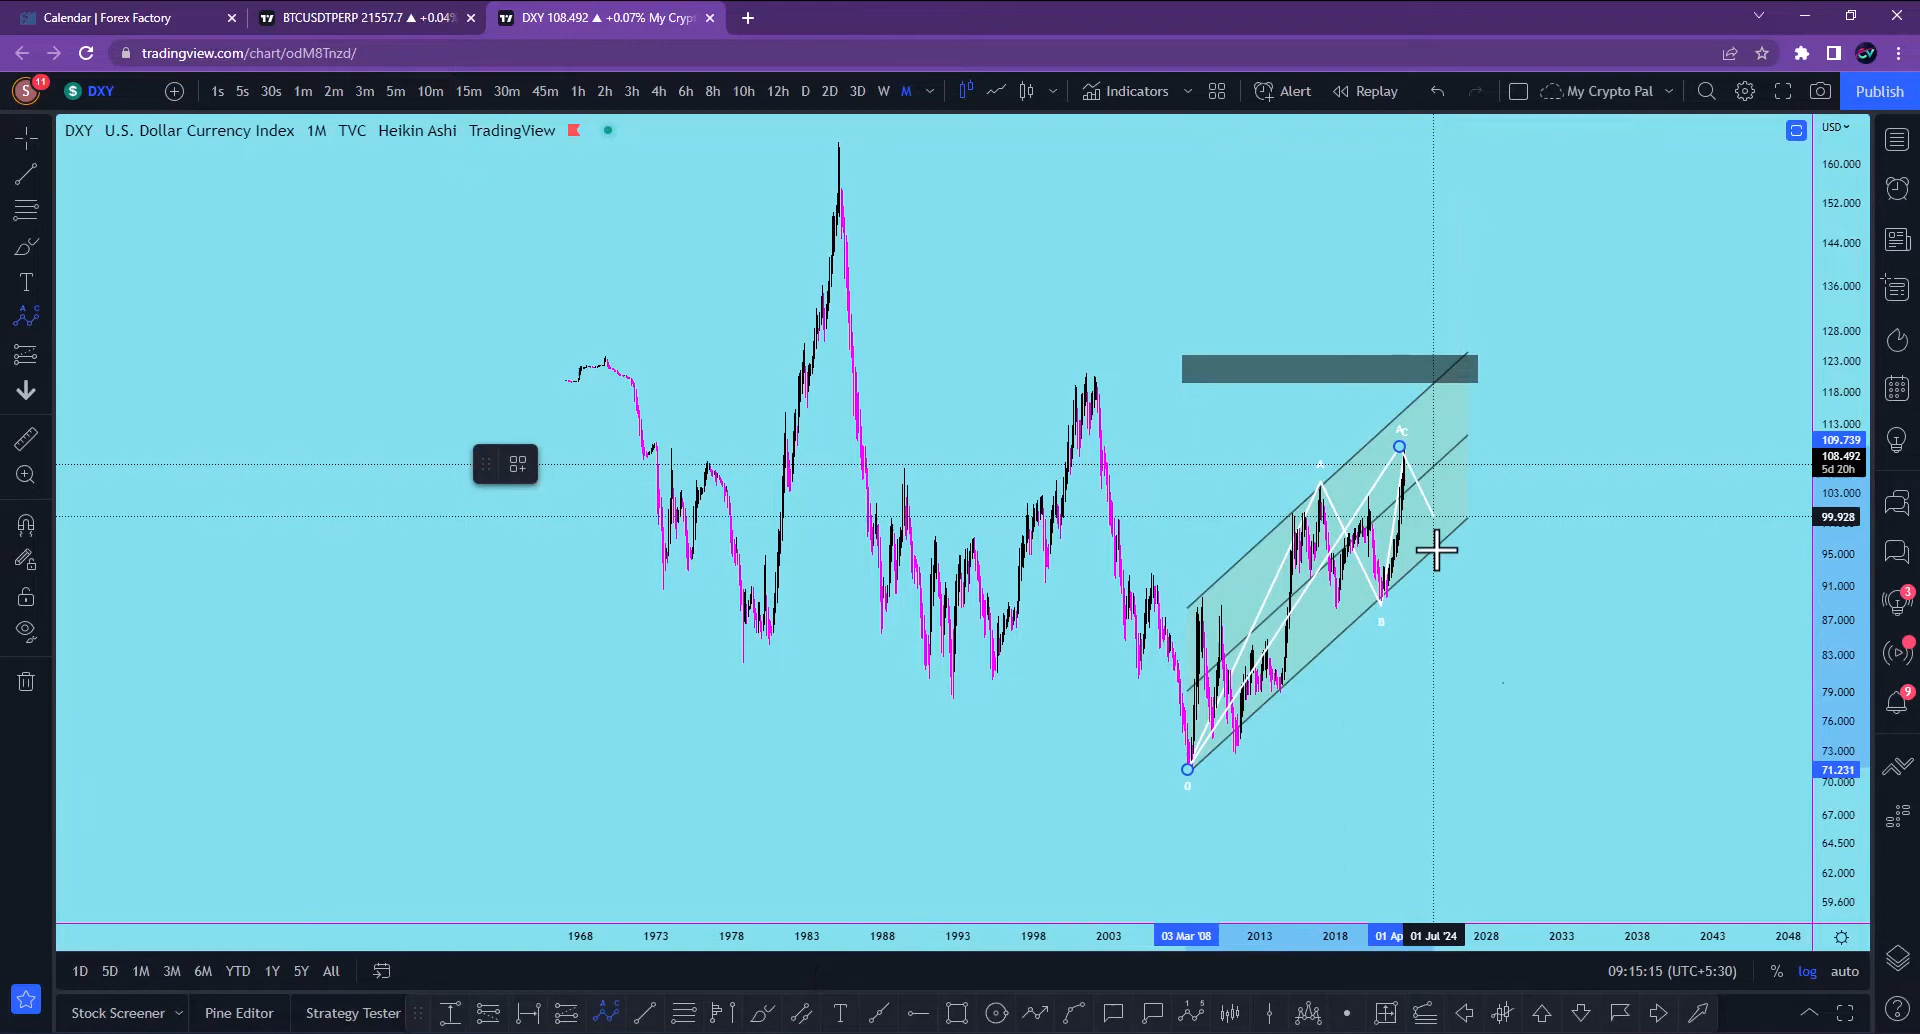 Calendar | Forex Factory
BTCUSDTPERP 21557.7 ▲ +0.04%
DXY 108.492 ▲ +0.07% My Cryp
tradingview.com/chart/odM8Tnzd/
S 11 DXY 1s 5s 30s 1m 2m 3m 5m 10m 15m 30m 45m 1h 2h 3h 4h 6h 8h 10h 12h D 2D 3D W M Indicators Alert Replay My Crypto Pal Publish
DXY U.S. Dollar Currency Index 1M TVC Heikin Ashi TradingView
USD
160.000
152.000
144.000
136.000
128.000
123.000
118.000
113.000
109.739
108.492
5d 20h
103.000
99.928
95.000
91.000
87.000
83.000
79.000
76.000
73.000
71.231
70.000
67.000
64.500
62.000
59.600
A
C
A
B
0
3
9
1968 1973 1978 1983 1988 1993 1998 2003 03 Mar '08 2013 2018 01 Ap 01 Jul '24 2028 2033 2038 2043 2048
1D 5D 1M 3M 6M YTD 1Y 5Y All 09:15:15 (UTC+5:30) % log auto
Stock Screener Pine Editor Strategy Tester